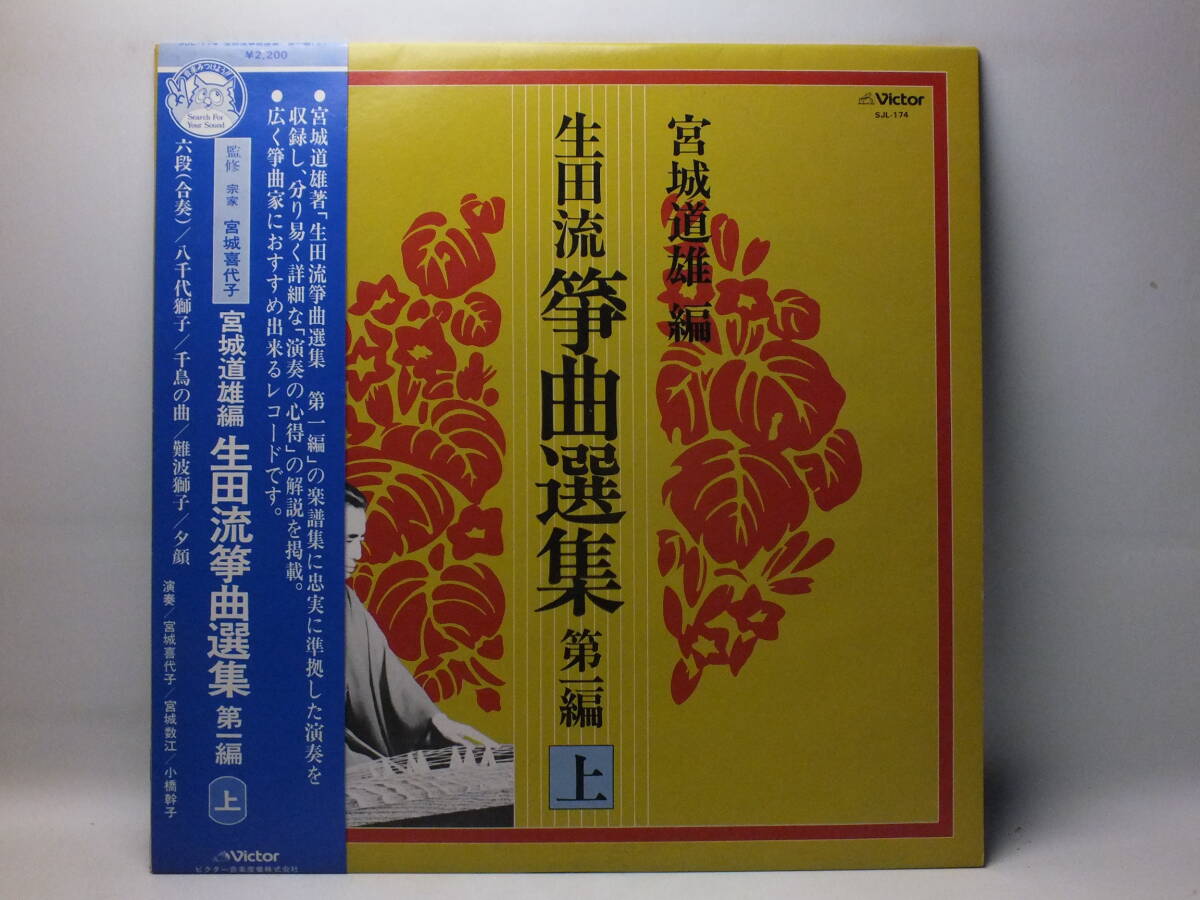 ¥2,200
音をみつけよう!
Search For
Your Sound
●宮城道雄著「生田流箏曲選集　第一編」の楽譜集に忠実に準拠した演奏を
収録し、分り易く詳細な「演奏の心得」の解説を掲載。
●広く箏曲家におすすめ出来るレコードです。
監修 宗家 宮城喜代子
宮城道雄編 生田流箏曲選集 第一編 上
六段(合奏)/八千代獅子/千鳥の曲/難波獅子/夕顔
演奏/宮城喜代子/宮城数江/小橋幹子
Victor
ビクター音楽産業株式会社
Victor
SJL-174
宮城道雄 編
生田流 箏曲選集 第一編 上